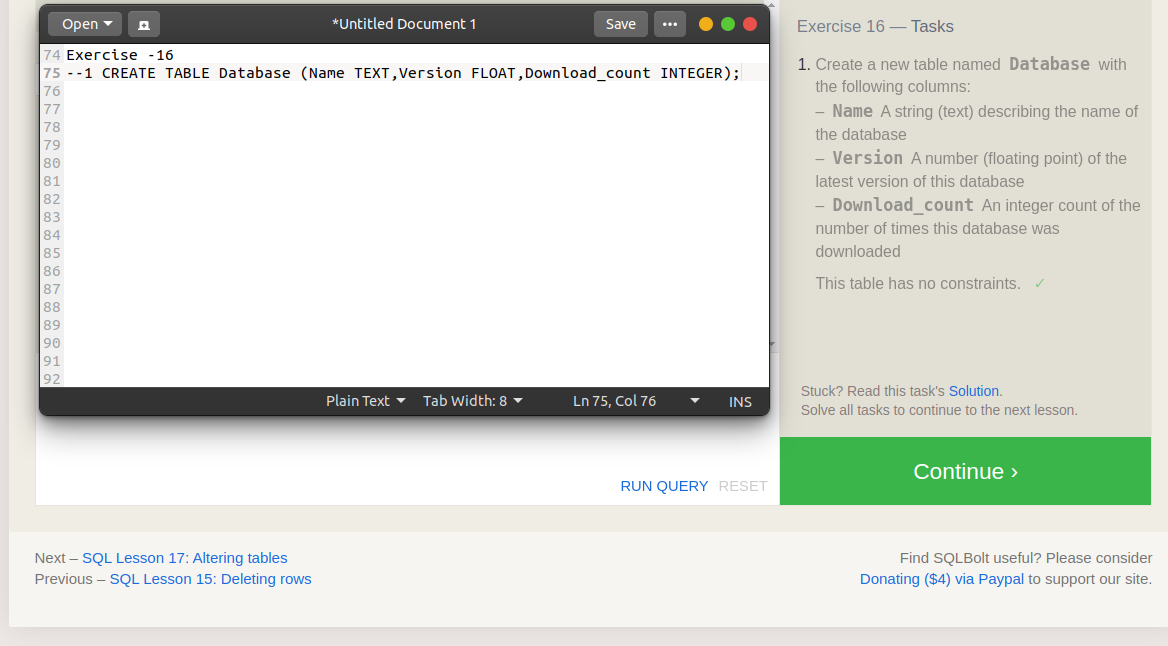 Open
*Untitled Document 1
Save
74 Exercise -16
75 --1 CREATE TABLE Database (Name TEXT,Version FLOAT,Download_count INTEGER);
76
77
78
79
80
81
82
83
84
85
86
87
88
89
90
91
92
Plain Text Tab Width: 8 Ln 75, Col 76 INS
RUN QUERY RESET
Exercise 16 — Tasks
1. Create a new table named Database with
the following columns:
– Name A string (text) describing the name of
the database
– Version A number (floating point) of the
latest version of this database
– Download_count An integer count of the
number of times this database was
downloaded
This table has no constraints. ✓
Stuck? Read this task's Solution.
Solve all tasks to continue to the next lesson.
Continue ›
Next – SQL Lesson 17: Altering tables
Previous – SQL Lesson 15: Deleting rows
Find SQLBolt useful? Please consider
Donating ($4) via Paypal to support our site.